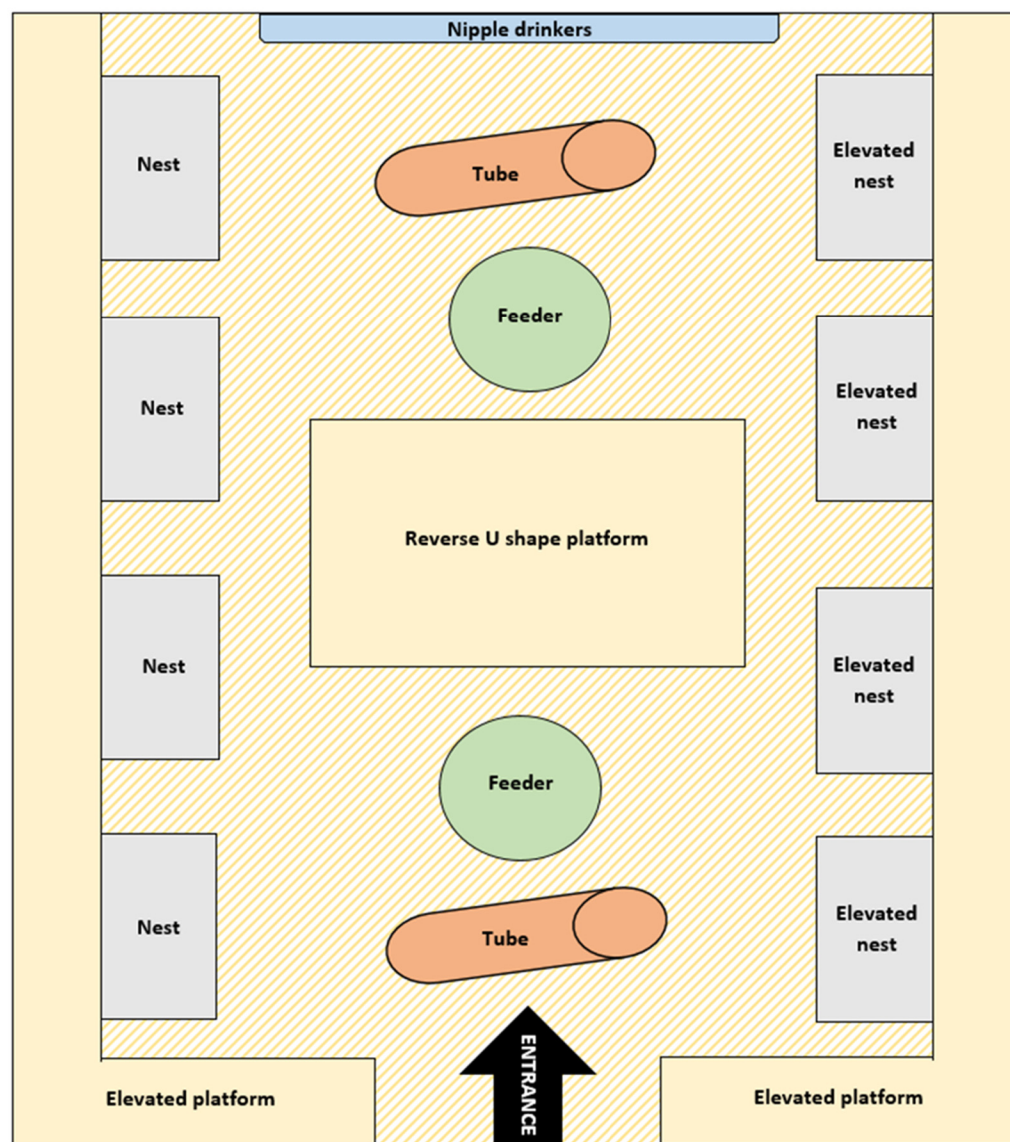 Nipple drinkers
Nest
Tube
Elevated
nest
Feeder
Nest
Elevated
nest
Reverse U shape platform
Nest
Elevated
nest
Feeder
Nest
Tube
Elevated
nest
ENTRANCE
Elevated platform
Elevated platform